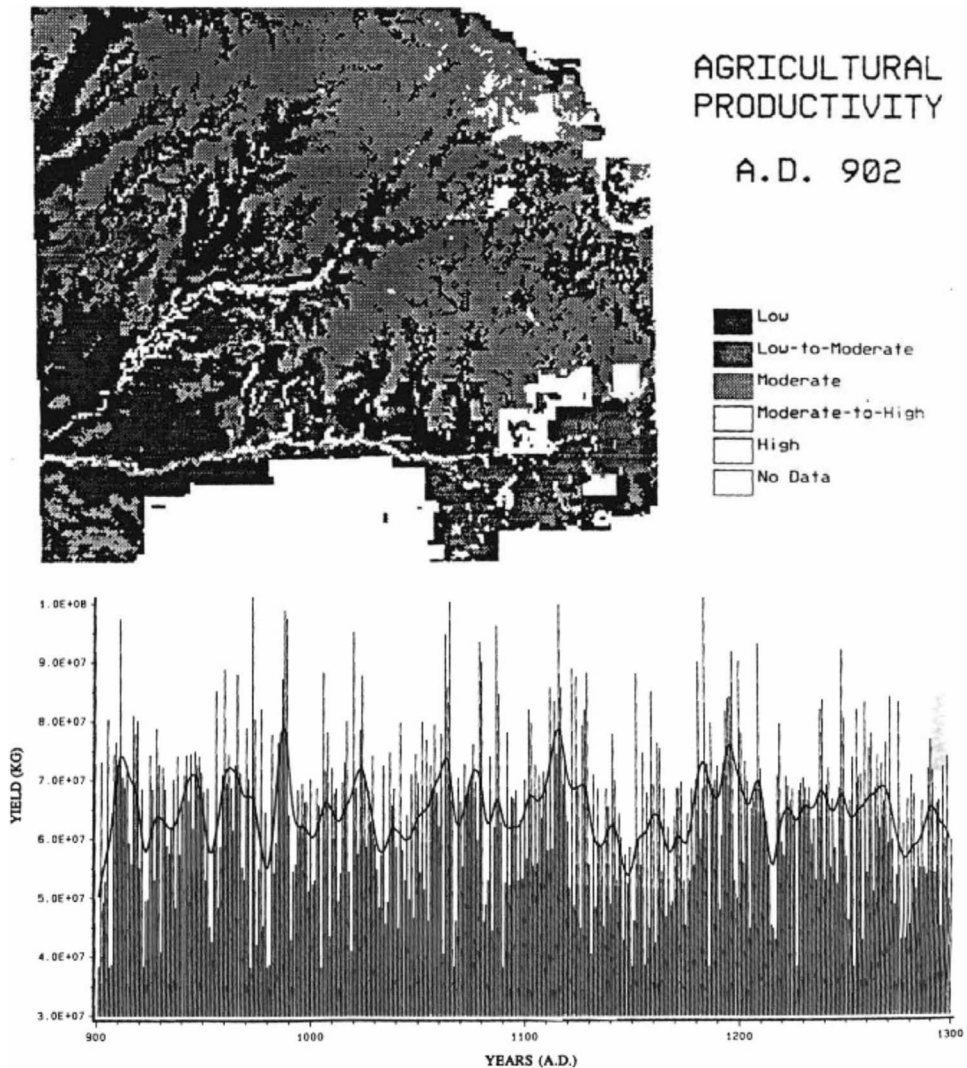 AGRICULTURAL
PRODUCTIVITY
A.D. 902
Low
Low-to-Moderate
Moderate
Moderate-to-High
High
No Data
1.0E+08
9.0E+07
8.0E+07
7.0E+07
6.0E+07
5.0E+07
4.0E+07
3.0E+07
YIELD (KG)
900 1000 1100 1200 1300
YEARS (A.D.)